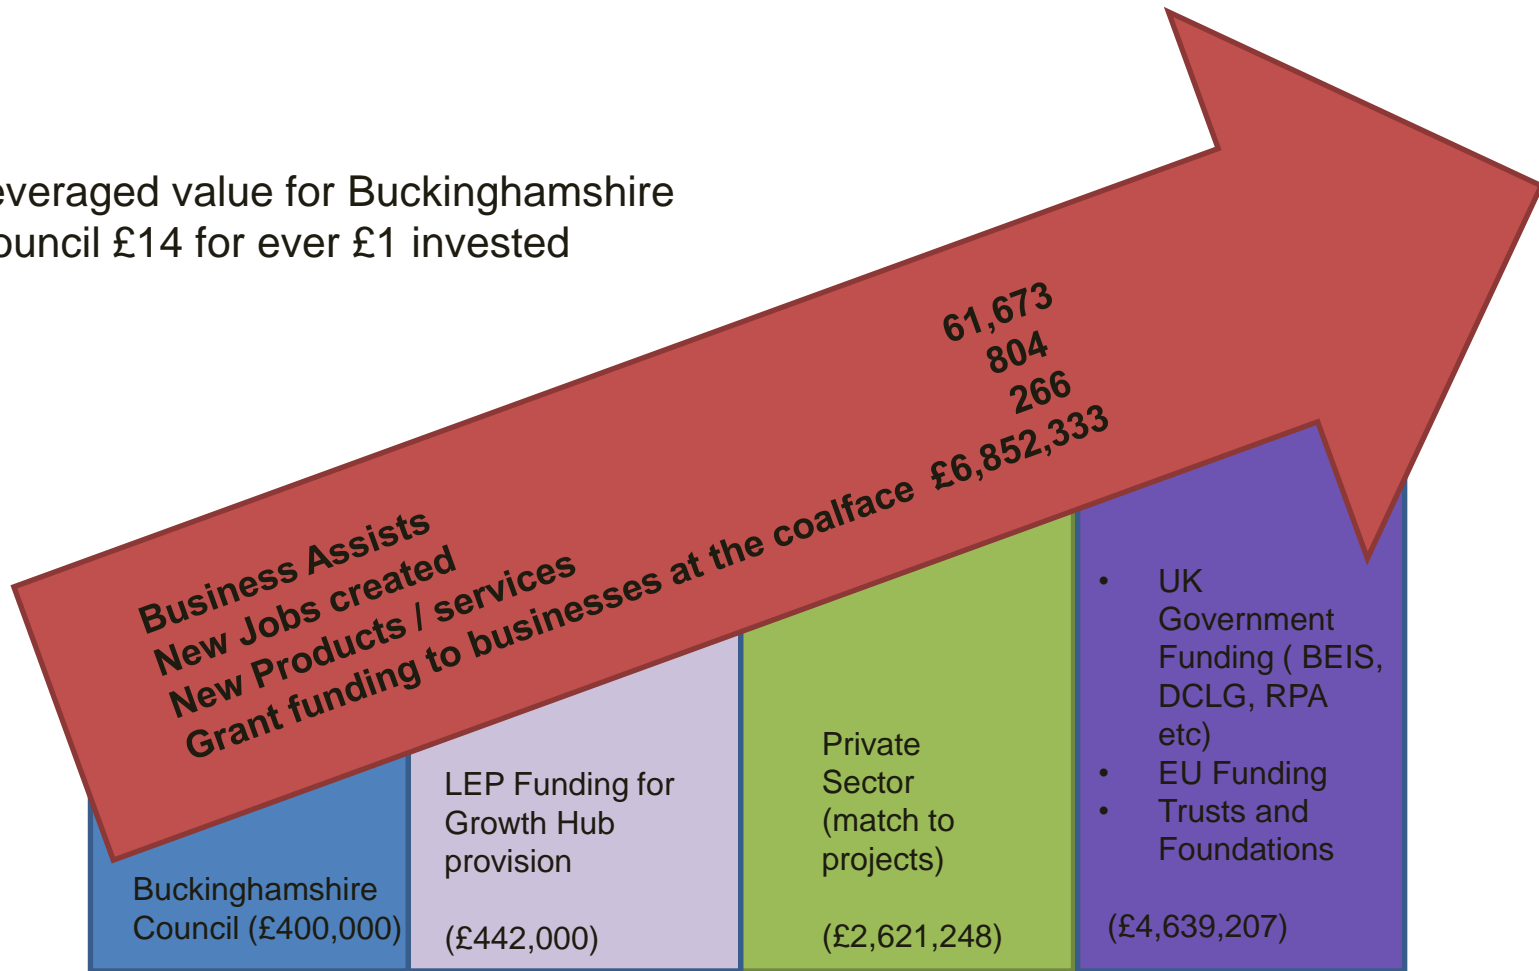 everaged value for Buckinghamshire
ouncil £14 for ever £1 invested
Business Assists 61,673
New Jobs created 804
New Products / services 266
Grant funding to businesses at the coalface £6,852,333
Buckinghamshire
Council (£400,000)
LEP Funding for
Growth Hub
provision
(£442,000)
Private
Sector
(match to
projects)
(£2,621,248)
• UK
Government
Funding ( BEIS,
DCLG, RPA
etc)
• EU Funding
• Trusts and
Foundations
(£4,639,207)